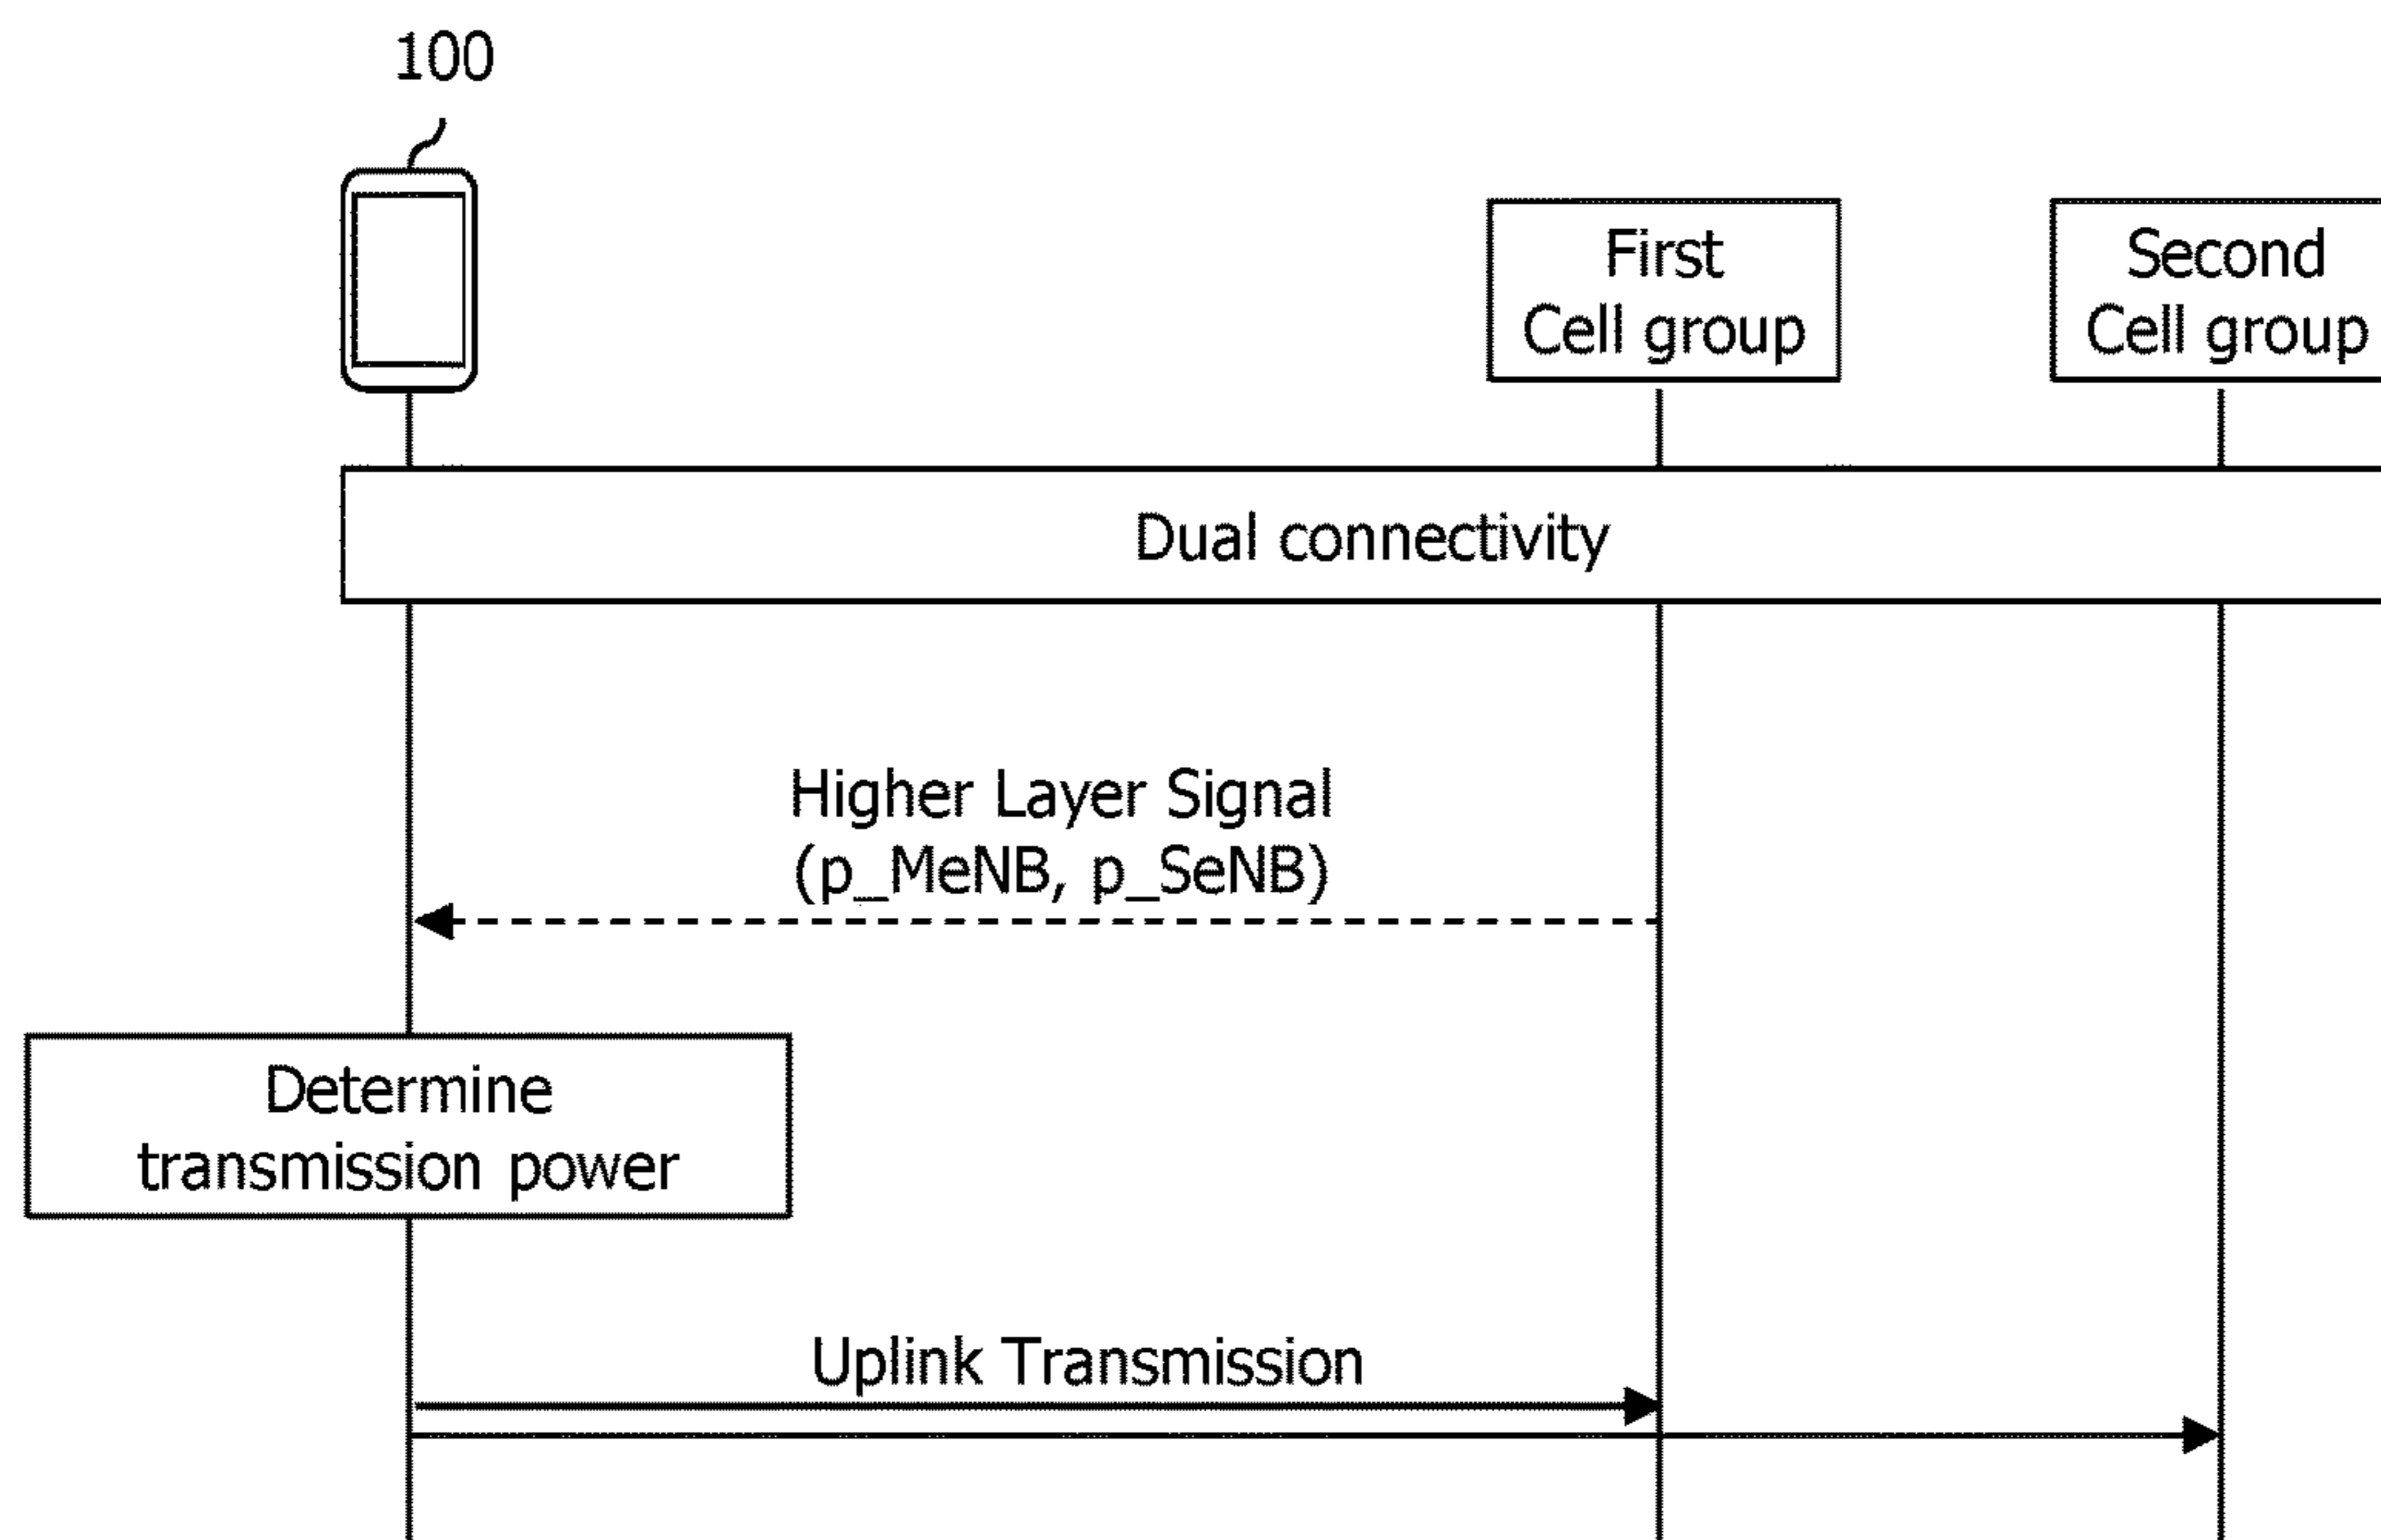 100
First
Cell group
Second
Cell group
Dual connectivity
Higher Layer Signal
(p_MeNB, p_SeNB)
Determine
transmission power
Uplink Transmission